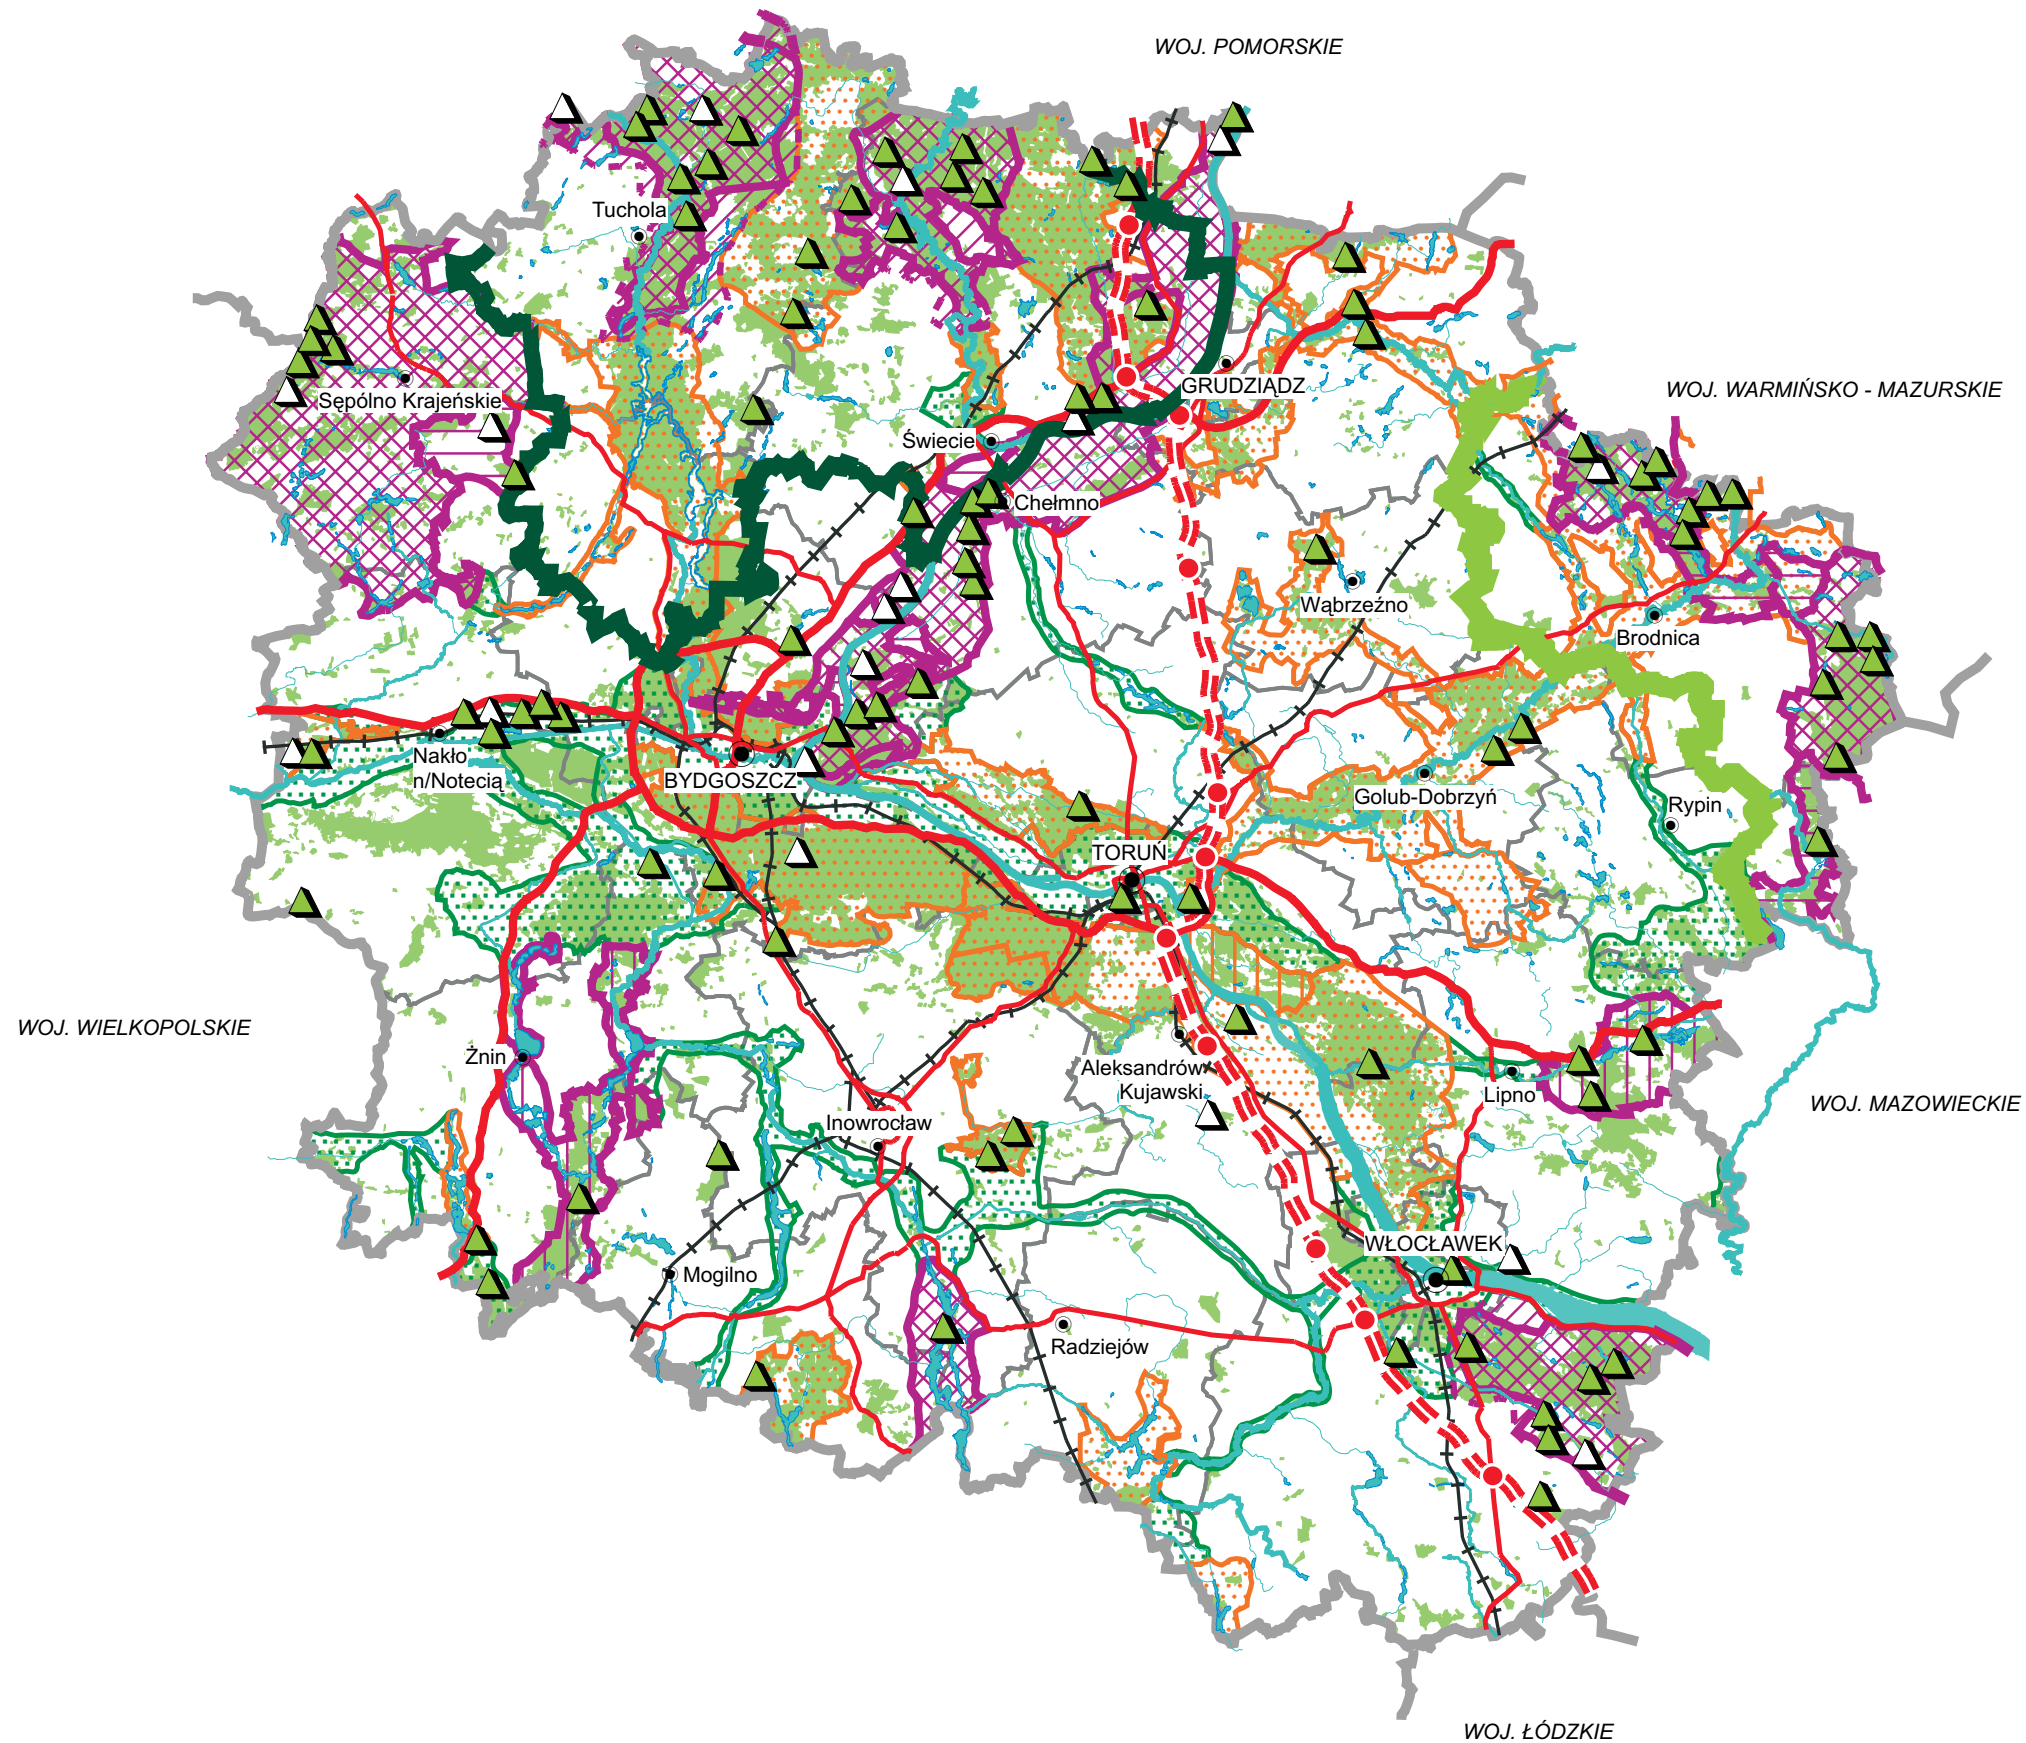 WOJ. POMORSKIE
Tuchola
GRUDZIĄDZ
WOJ. WARMIŃSKO - MAZURSKIE
Sępólno Krajeńskie
Świecie
Chełmno
Wąbrzeźno
Brodnica
Nakło
n/Notecią
BYDGOSZCZ
Golub-Dobrzyń
Rypin
TORUŃ
WOJ. WIELKOPOLSKIE
Żnin
Aleksandrów
Kujawski
Lipno
WOJ. MAZOWIECKIE
Inowrocław
WŁOCŁAWEK
Mogilno
Radziejów
WOJ. ŁÓDZKIE